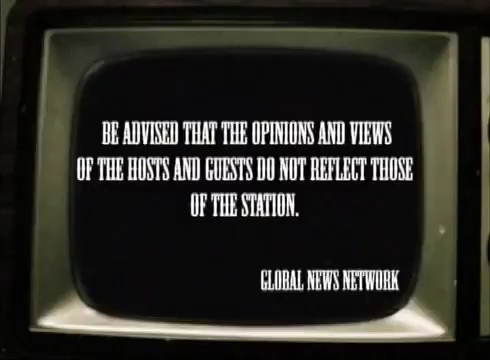 BE ADVISED THAT THE OPINIONS AND VIEWS
OF THE HOSTS AND GUESTS DO NOT REFLECT THOSE
OF THE STATION.
GLOBAL NEWS NETWORK